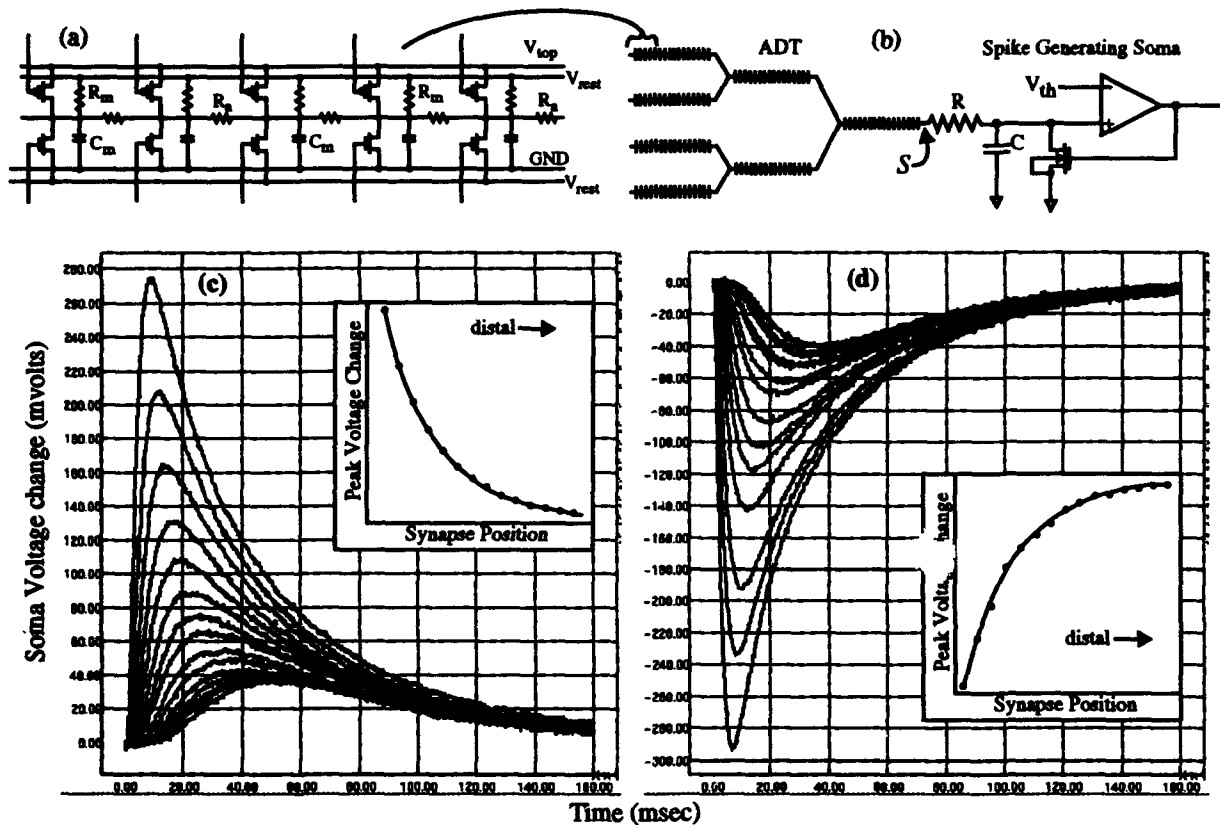 (a)
V_top
V_rest
R_m
R_a
R_m
R_a
C_m
C_m
GND
V_rest
ADT
(b)
Spike Generating Soma
V_th
R
C
S
(c)
Soma Voltage change (mvolts)
280.00
260.00
240.00
220.00
200.00
180.00
160.00
140.00
120.00
100.00
80.00
60.00
40.00
20.00
0.00
0.00 20.00 40.00 60.00 80.00 100.00 120.00 140.00 160.00
distal
Peak Voltage Change
Synapse Position
(d)
0.00
-20.00
-40.00
-60.00
-80.00
-100.00
-120.00
-140.00
-160.00
-180.00
-200.00
-220.00
-240.00
-260.00
-280.00
-300.00
0.00 20.00 40.00 60.00 80.00 100.00 120.00 140.00 160.00
Peak Volta hange
distal
Synapse Position
Time (msec)